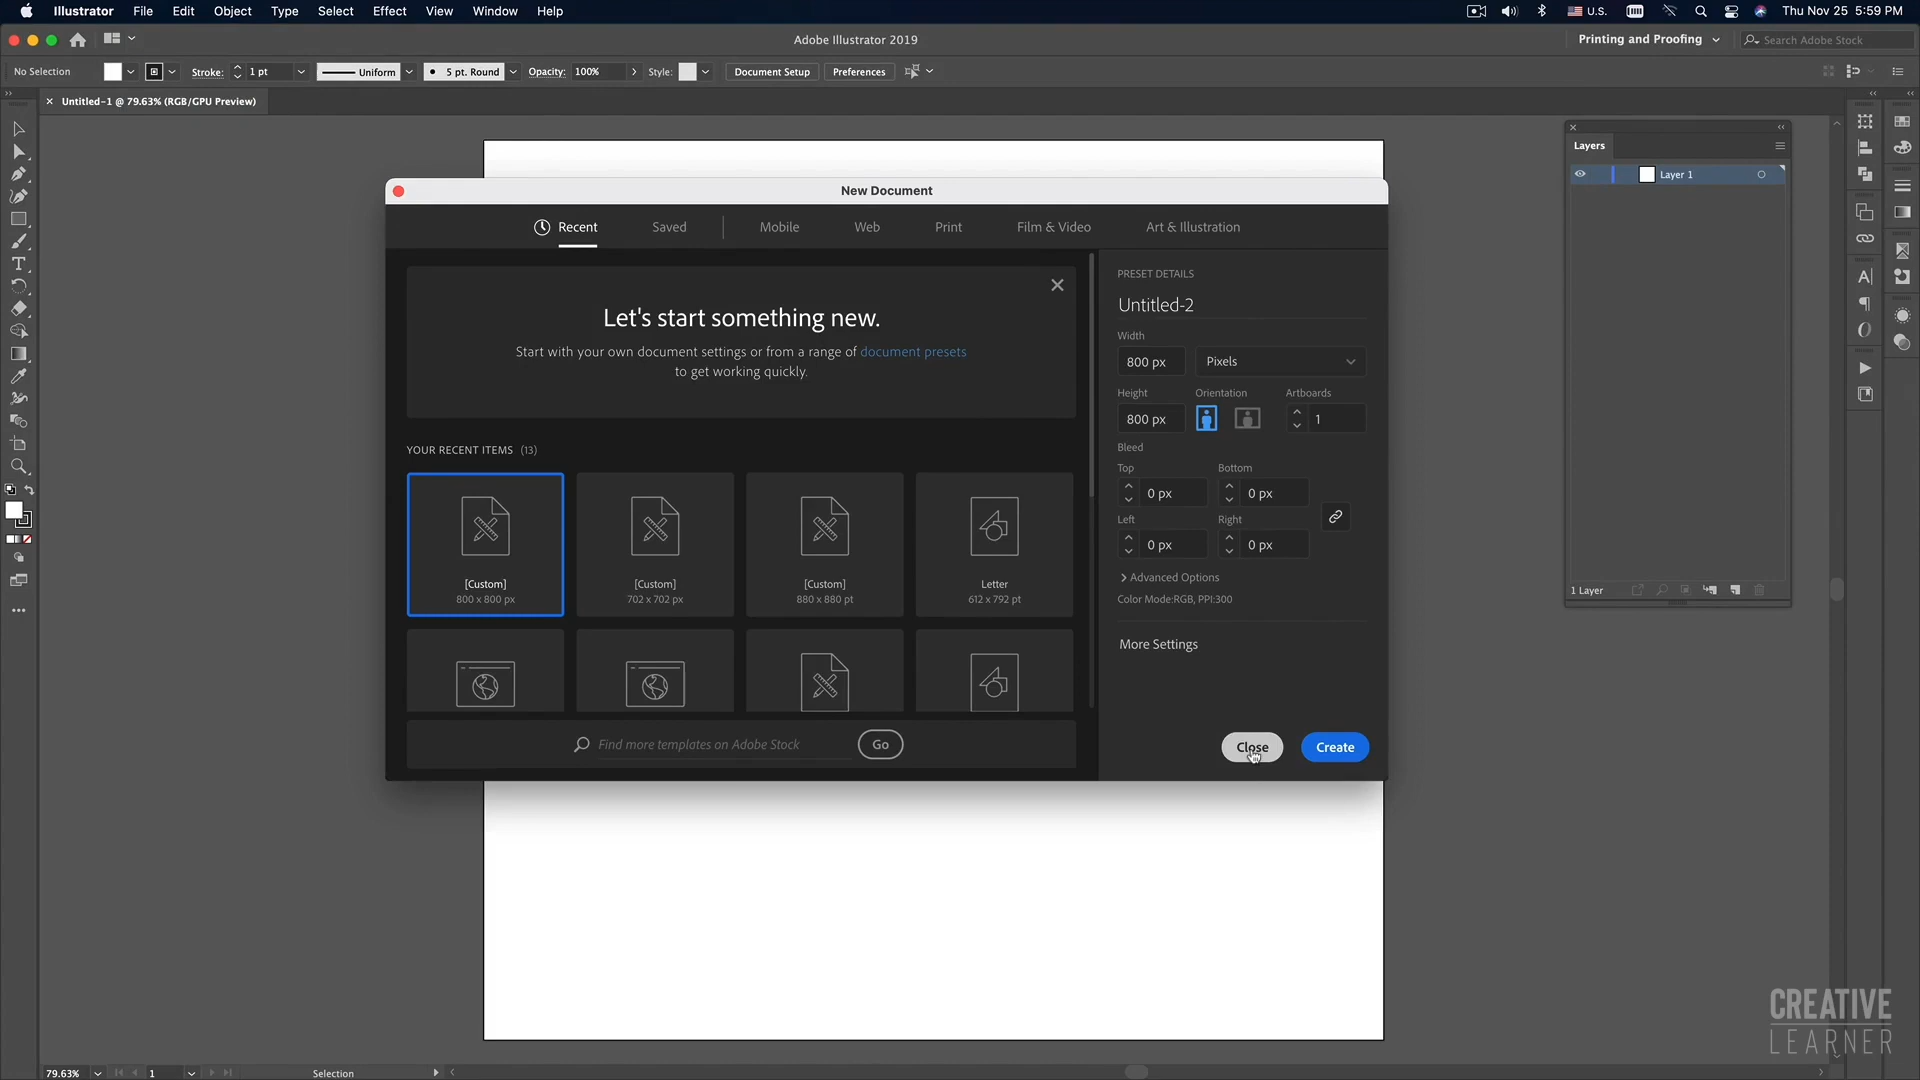 Illustrator File Edit Object Type Select Effect View Window Help
U.S. Thu Nov 25 5:59 PM
Adobe Illustrator 2019
Printing and Proofing
Search Adobe Stock
No Selection
Stroke: 1 pt
Uniform
5 pt. Round
Opacity: 100%
Style:
Document Setup
Preferences
Untitled-1 @ 79.63% (RGB/GPU Preview)
Layers
Layer 1
1 Layer
New Document
Recent Saved Mobile Web Print Film & Video Art & Illustration
Let's start something new.
Start with your own document settings or from a range of document presets
to get working quickly.
YOUR RECENT ITEMS (13)
[Custom]
800 x 800 px
[Custom]
702 x 702 px
[Custom]
880 x 880 pt
Letter
612 x 792 pt
Find more templates on Adobe Stock
Go
PRESET DETAILS
Untitled-2
Width
800 px Pixels
Height Orientation Artboards
800 px 1
Bleed
Top Bottom
0 px 0 px
Left Right
0 px 0 px
Advanced Options
Color Mode:RGB, PPI:300
More Settings
Close Create
CREATIVE
LEARNER
79.63% 1 Selection